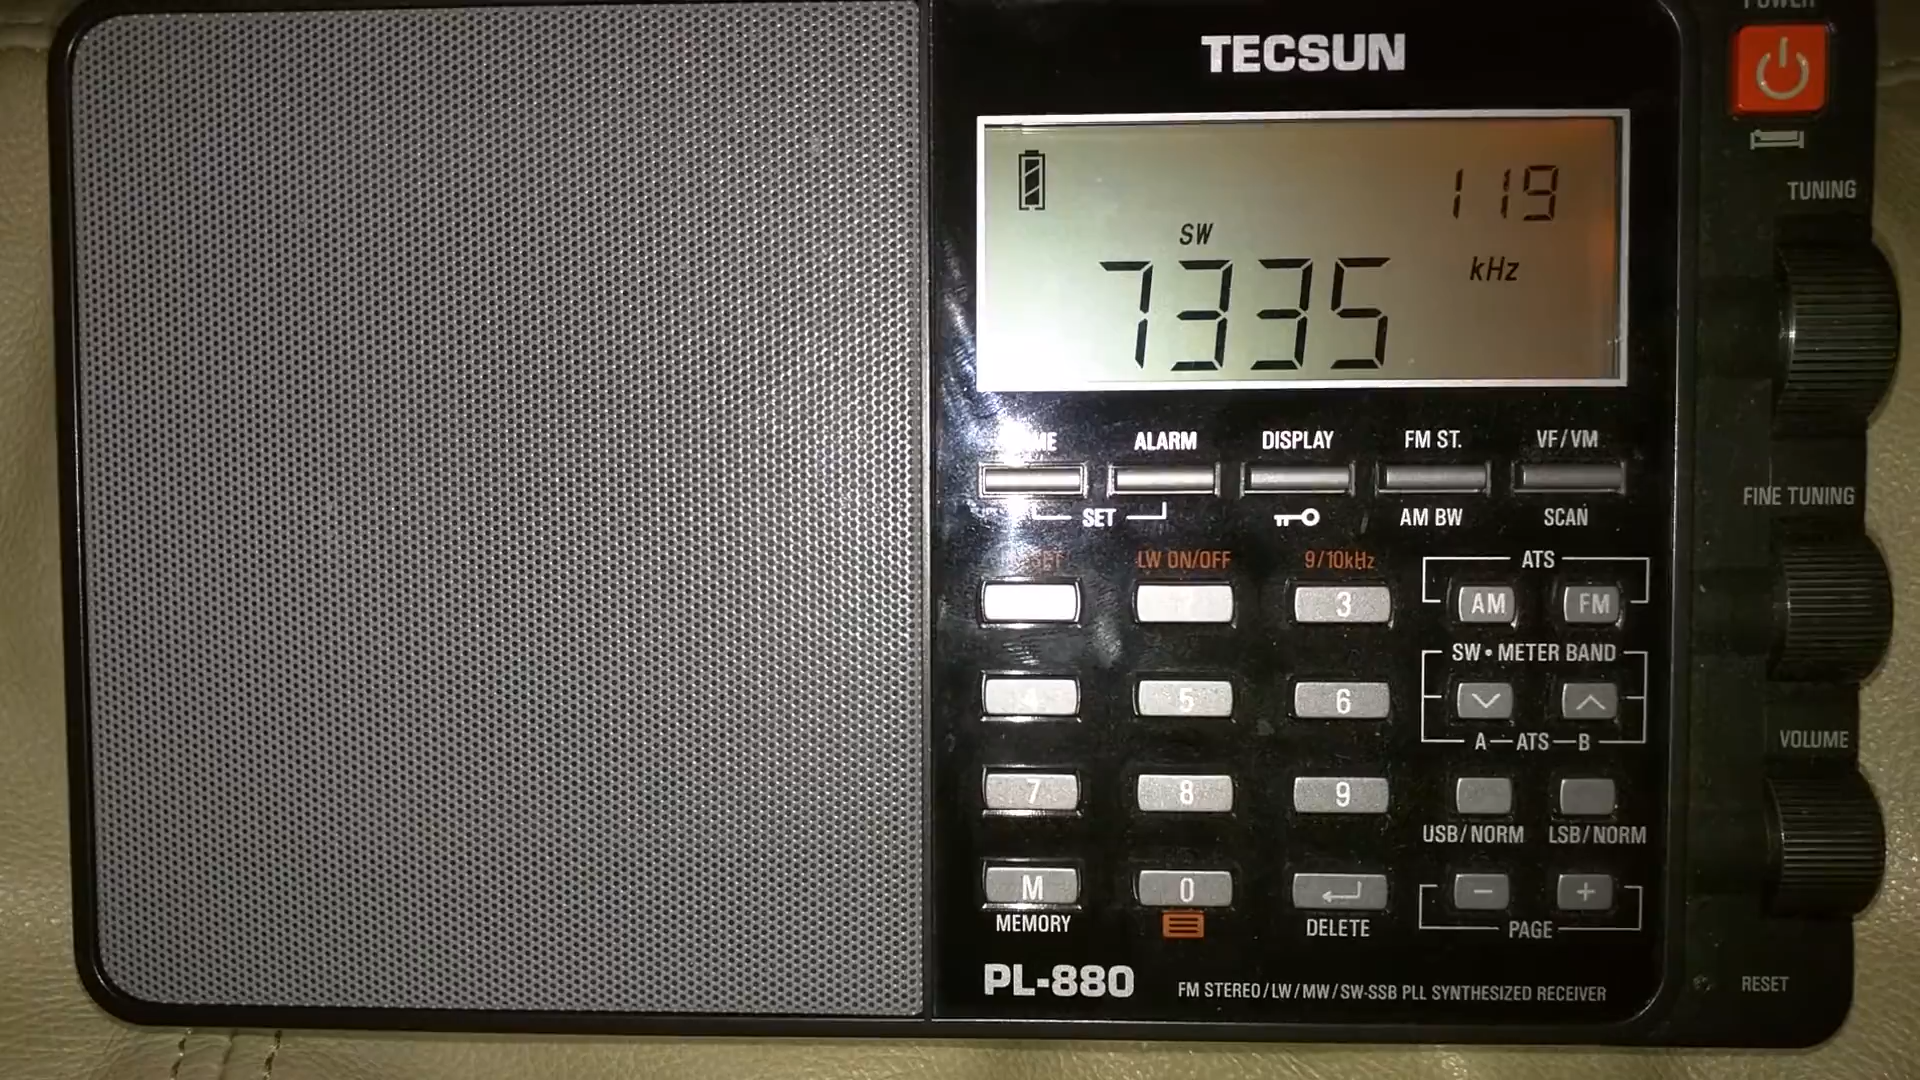 POWER
TECSUN
119
TUNING
SW
7335 kHz
ALARM DISPLAY FM ST. VF/VM
FINE TUNING
SET AM BW SCAN
LW ON/OFF 9/10kHz ATS
3 AM FM
SW • METER BAND
5 6
A ATS B
VOLUME
7 8 9
USB/NORM LSB/NORM
M 0 − +
MEMORY DELETE PAGE
PL-880
FM STEREO/LW/MW/SW-SSB PLL SYNTHESIZED RECEIVER
RESET